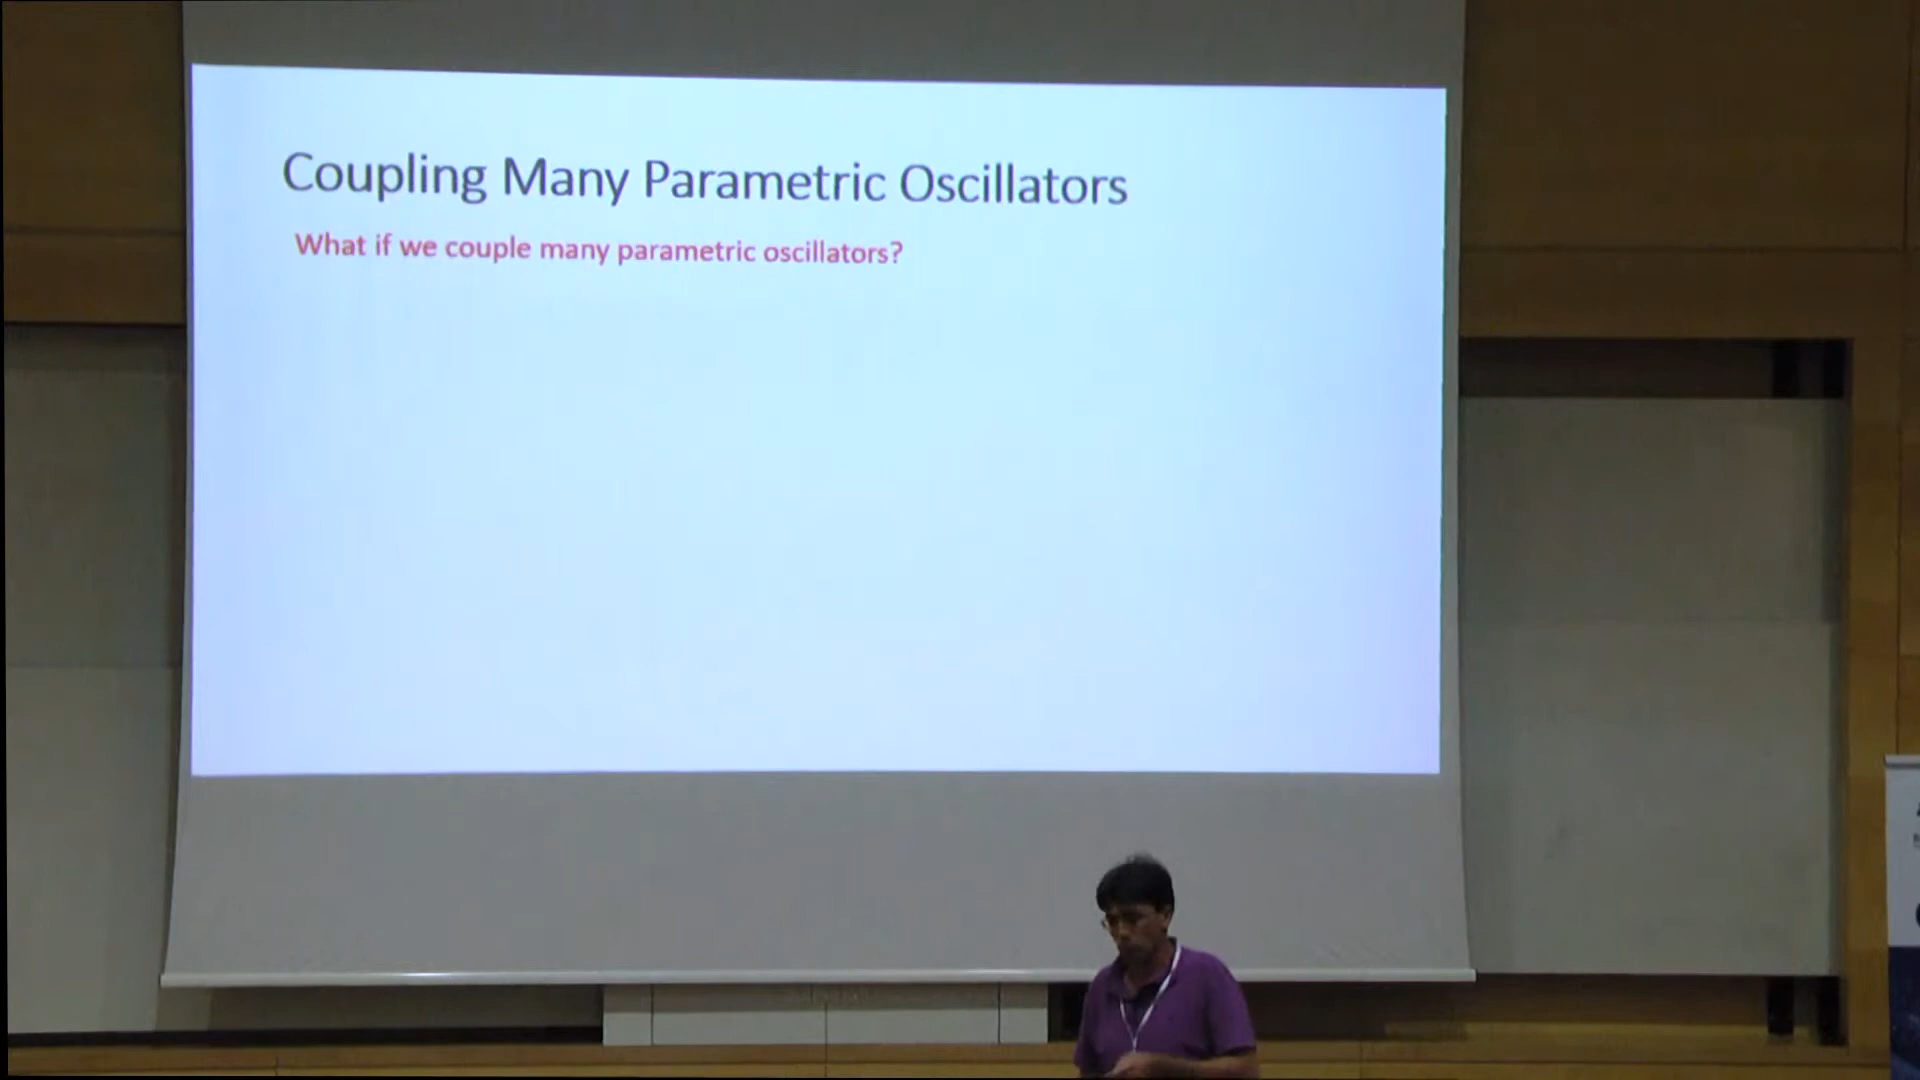 Coupling Many Parametric Oscillators
What if we couple many parametric oscillators?